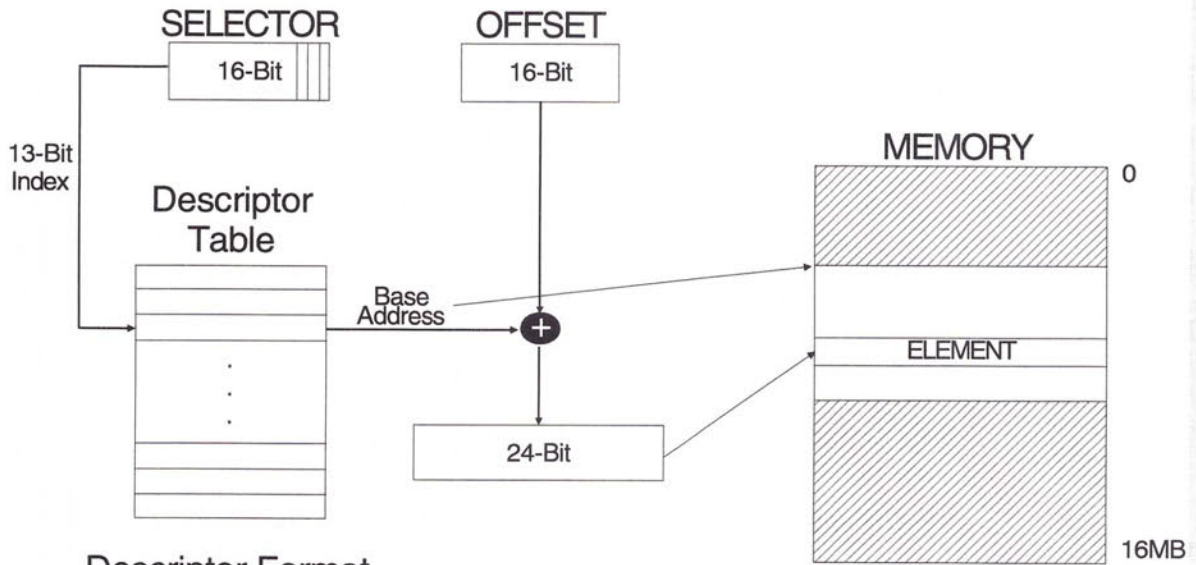 SELECTOR
OFFSET
16-Bit
16-Bit
13-Bit
Index
MEMORY
0
Descriptor
Table
Base
Address
+
ELEMENT
24-Bit
16MB
Descriptor Format